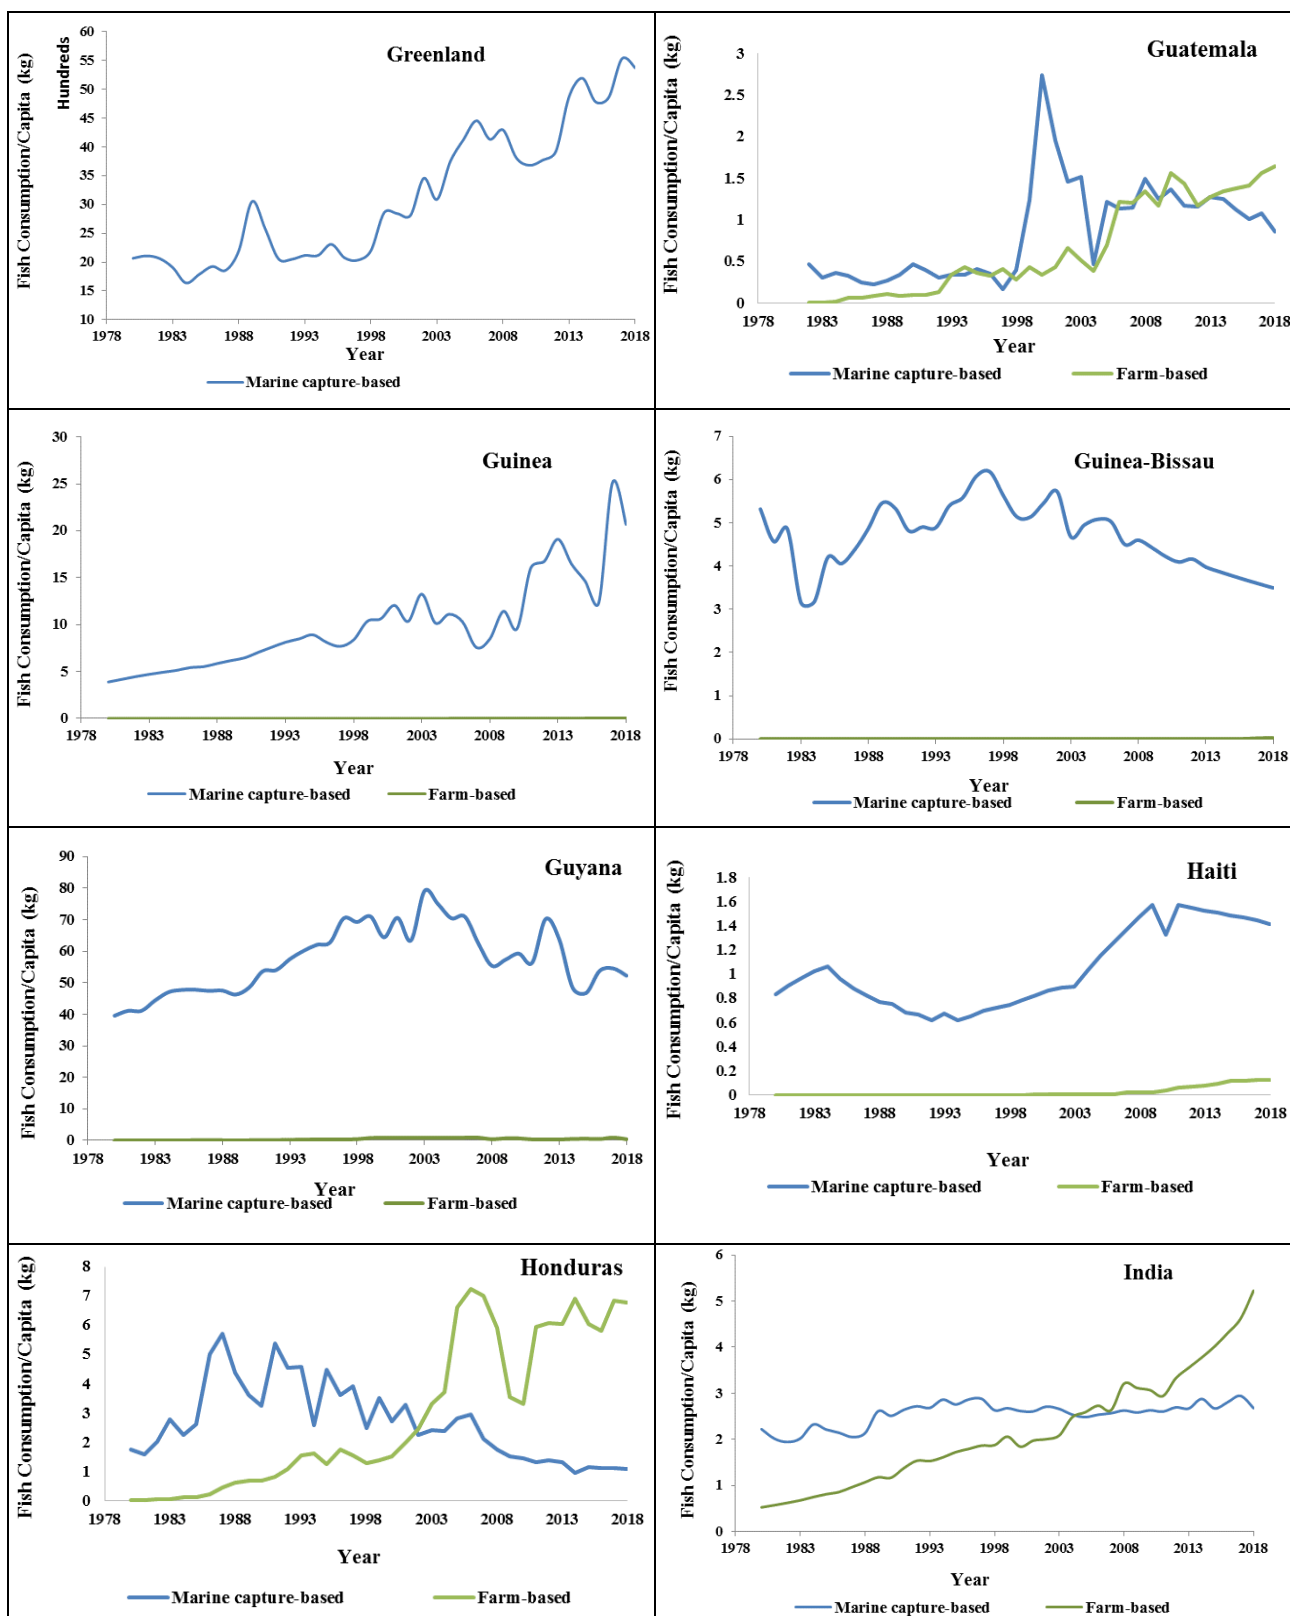 Greenland
Fish Consumption/Capita (kg)
Hundreds
60
55
50
45
40
35
30
25
20
15
10
1978 1983 1988 1993 1998 2003 2008 2013 2018
Year
Marine capture-based
Guatemala
Fish Consumption/Capita (kg)
3
2.5
2
1.5
1
0.5
0
1978 1983 1988 1993 1998 2003 2008 2013 2018
Year
Marine capture-based Farm-based
Guinea
Fish Consumption/Capita (kg)
30
25
20
15
10
5
0
1978 1983 1988 1993 1998 2003 2008 2013 2018
Year
Marine capture-based Farm-based
Guinea-Bissau
Fish Consumption/Capita (kg)
7
6
5
4
3
2
1
0
1978 1983 1988 1993 1998 2003 2008 2013 2018
Year
Marine capture-based Farm-based
Guyana
Fish Consumption/Capita (kg)
90
80
70
60
50
40
30
20
10
0
1978 1983 1988 1993 1998 2003 2008 2013 2018
Year
Marine capture-based Farm-based
Haiti
Fish Consumption/Capita (kg)
1.8
1.6
1.4
1.2
1
0.8
0.6
0.4
0.2
0
1978 1983 1988 1993 1998 2003 2008 2013 2018
Year
Marine capture-based Farm-based
Honduras
Fish Consumption/Capita (kg)
8
7
6
5
4
3
2
1
0
1978 1983 1988 1993 1998 2003 2008 2013 2018
Year
Marine capture-based Farm-based
India
Fish Consumption/Capita (kg)
6
5
4
3
2
1
0
1978 1983 1988 1993 1998 2003 2008 2013 2018
Year
Marine capture-based Farm-based